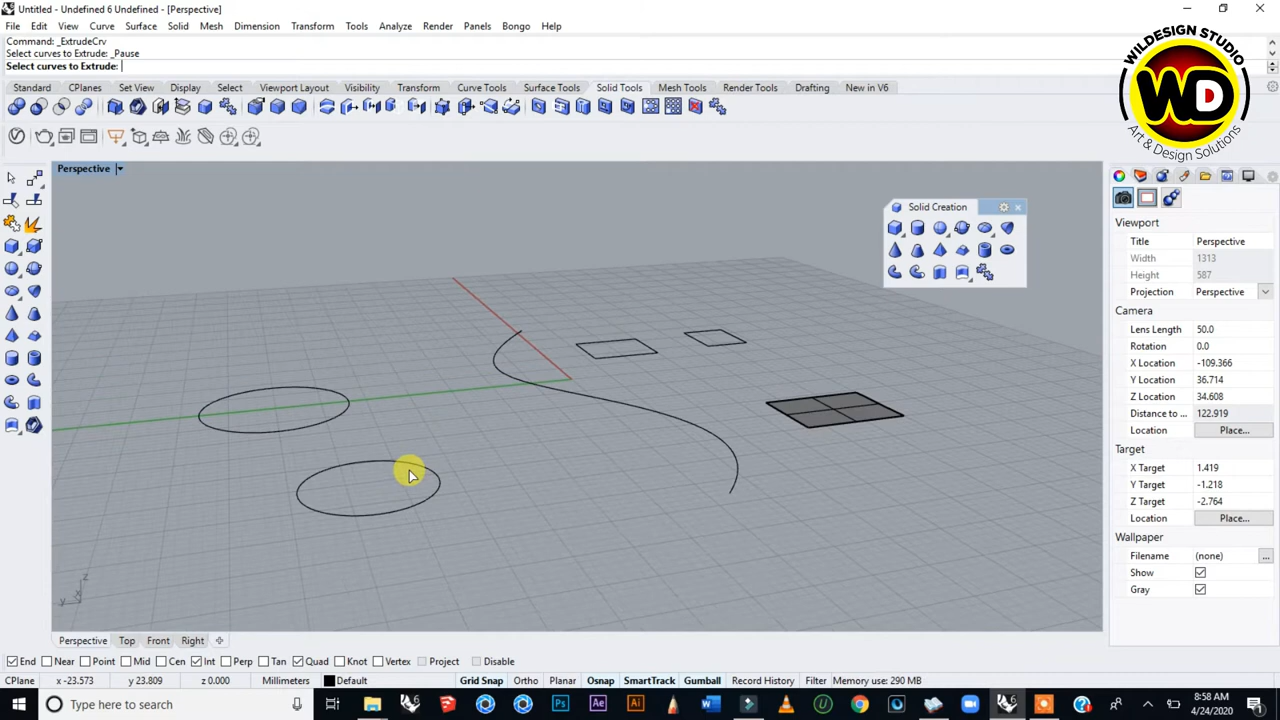 Untitled - Undefined 6 Undefined - [Perspective]
File Edit View Curve Surface Solid Mesh Dimension Transform Tools Analyze Render Panels Bongo Help
Command: _ExtrudeCrv
Select curves to Extrude: _Pause
Select curves to Extrude:
Standard CPlanes Set View Display Select Viewport Layout Visibility Transform Curve Tools Surface Tools Solid Tools Mesh Tools Render Tools Drafting New in V6
WILDESIGN STUDIO
WD
Art & Design Solutions
Perspective
Solid Creation
Viewport
Title Perspective
Width 1313
Height 587
Projection Perspective
Camera
Lens Length 50.0
Rotation 0.0
X Location -109.366
Y Location 36.714
Z Location 34.608
Distance to ... 122.919
Location Place...
Target
X Target 1.419
Y Target -1.218
Z Target -2.764
Location Place...
Wallpaper
Filename (none) ...
Show
Gray
z
x
y
Perspective Top Front Right
End Near Point Mid Cen Int Perp Tan Quad Knot Vertex Project Disable
CPlane x -23.573 y 23.809 z 0.000 Millimeters Default Grid Snap Ortho Planar Osnap SmartTrack Gumball Record History Filter Memory use: 290 MB
Type here to search
8:58 AM
4/24/2020